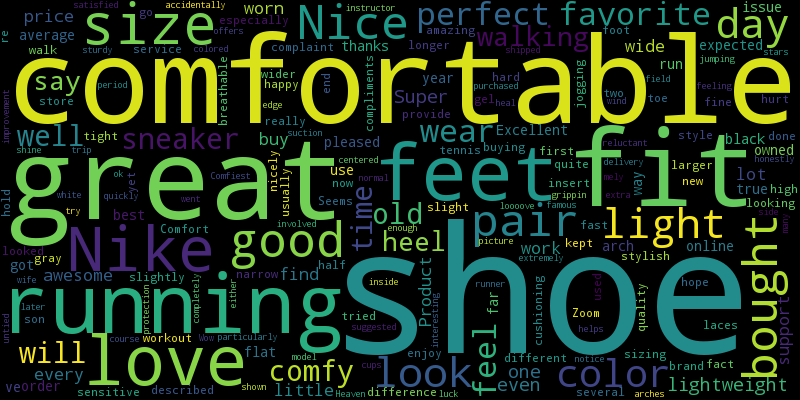 satisfied
accidentally
instructor
re
price
go
worn
Nice
perfect
favorite
day
issue
average
size
offers
especially
amazing
foot
stars
walk
sturdy
service
colored
complaint
thanks
longer
walking
wide
expected
jumping
comfortable
say
store
breathable
wider
happy
end
compliments
Super
year
provide
hard
purchased
gel
heal
jogging
run
two
wind
toe
field
fine
feeling
hurt
improvement
period
edge
well
shine
trip
tight
sneaker
really
buy
suction
pleased
wear
Excellent
tennis
buying
first
reluctant
style
black
done
delivery
owned
honestly
great
ok
Comfiest
nicely
usually
centered
use
now
normal
feet
quite
insert
fit
mely
extra
way
larger
new
lot
true
high
looking
hold
white
quickly
yet
went
try
best
Comfort
involved
Seems
time
old
slight
loooove
famous
grippin
fast
pair
light
side
many
looked
gray
Nike
good
heel
enough
picture
extremely
work
kept
arch
online
stylish
bought
got
wife
awesome
slightly
narrow
find
half
inside
Product
far
interesting
runner
cushioning
Zoom
used
quality
hope
support
untied
running
protection
completely
either
tried
suggested
shoe
helps
laces
later
son
course
workout
Wow
particularly
flat
model
enjoy
feel
different
notice
sizing
brand
fact
will
love
comfy
cups
look
one
even
color
lightweight
ve
order
every
sensitive
described
shown
little
Heaven
difference
luck
several
arches